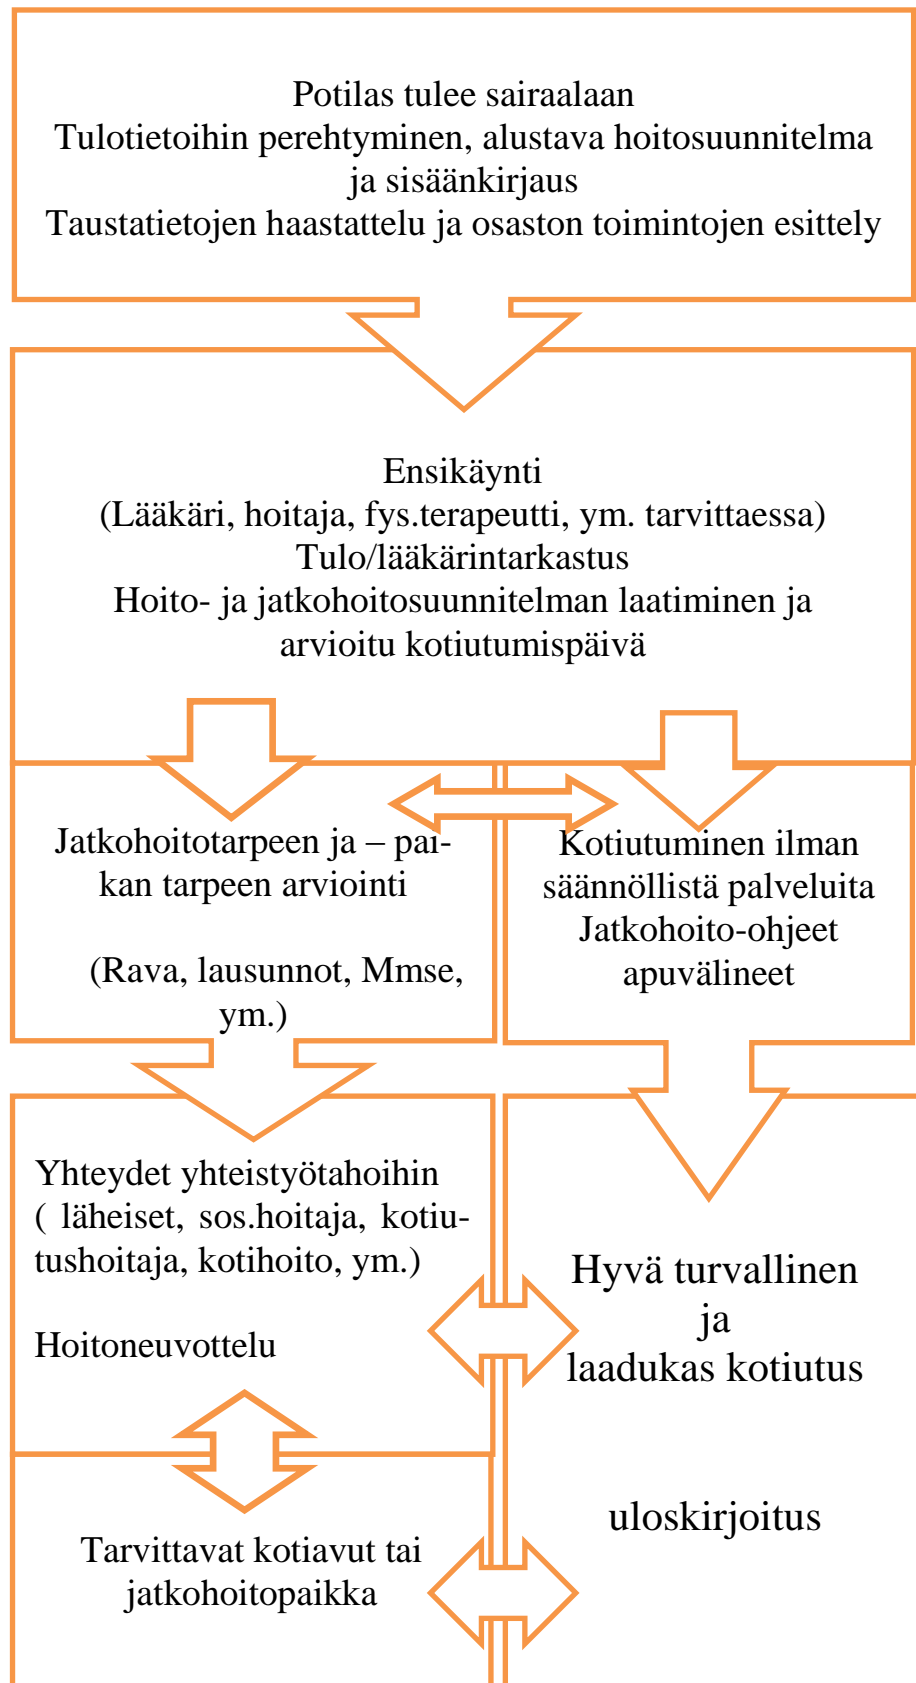 Potilas tulee sairaalaan
Tulotietoihin perehtyminen, alustava hoitosuunnitelma
ja sisäänkirjaus
Taustatietojen haastattelu ja osaston toimintojen esittely
Ensikäynti
(Lääkäri, hoitaja, fys.terapeutti, ym. tarvittaessa)
Tulo/lääkärintarkastus
Hoito- ja jatkohoitosuunnitelman laatiminen ja
arvioitu kotiutumispäivä
Jatkohoitotarpeen ja – pai-
kan tarpeen arviointi
(Rava, lausunnot, Mmse,
ym.)
Kotiutuminen ilman
säännöllistä palveluita
Jatkohoito-ohjeet
apuvälineet
Yhteydet yhteistyötahoihin
( läheiset, sos.hoitaja, kotiu-
tushoitaja, kotihoito, ym.)
Hoitoneuvottelu
Hyvä turvallinen
ja
laadukas kotiutus
uloskirjoitus
Tarvittavat kotiavut tai
jatkohoitopaikka